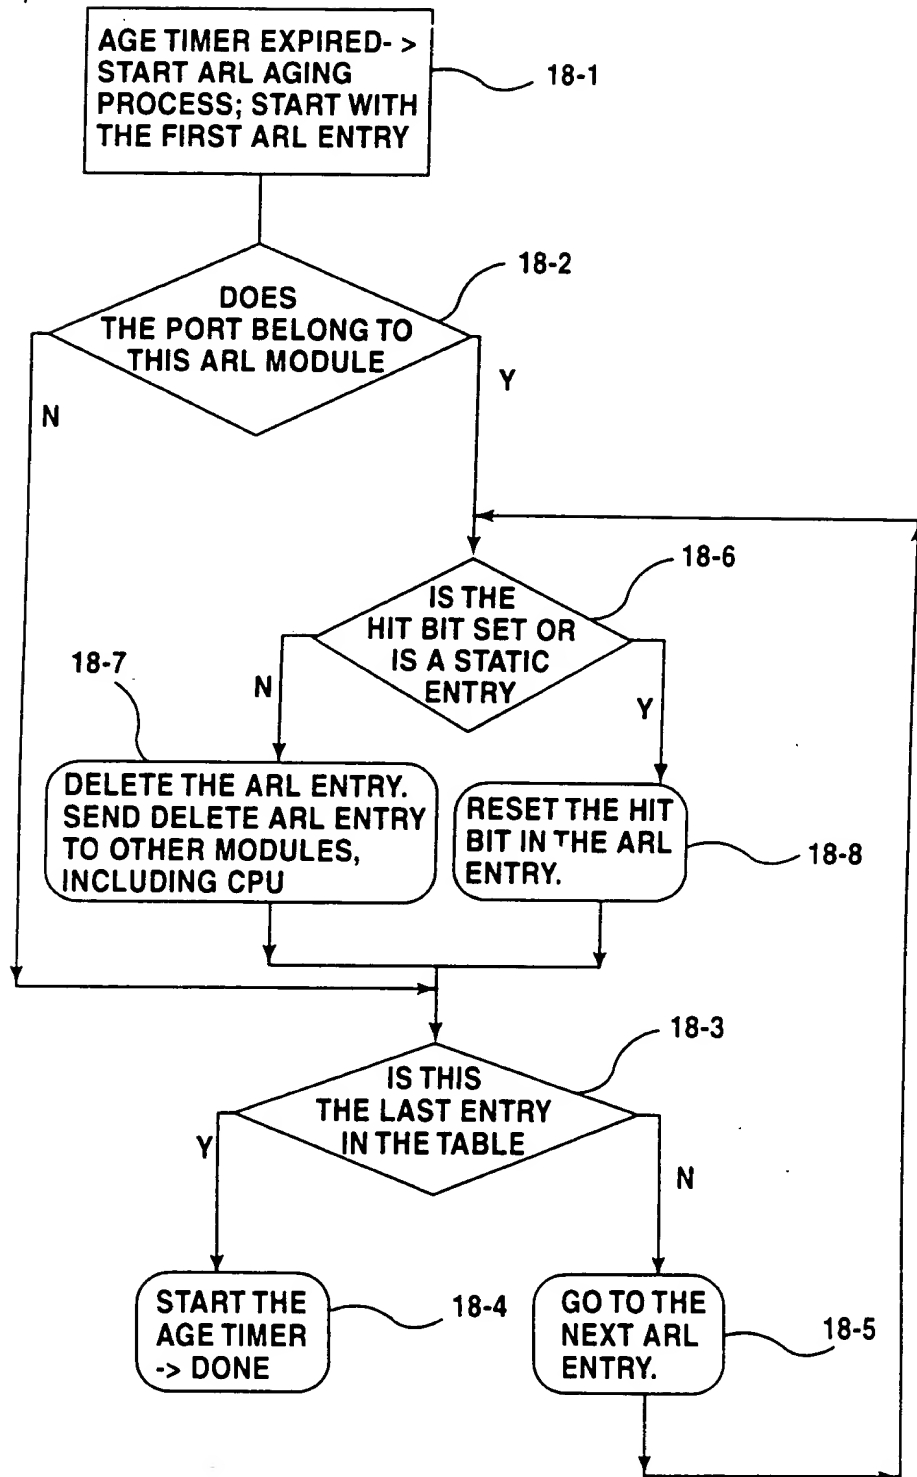 AGE TIMER EXPIRED- >
START ARL AGING
PROCESS; START WITH
THE FIRST ARL ENTRY
18-1
18-2
DOES
THE PORT BELONG TO
THIS ARL MODULE
N
Y
18-6
IS THE
HIT BIT SET OR
IS A STATIC
ENTRY
18-7
N
Y
DELETE THE ARL ENTRY.
SEND DELETE ARL ENTRY
TO OTHER MODULES,
INCLUDING CPU
RESET THE HIT
BIT IN THE ARL
ENTRY.
18-8
18-3
IS THIS
THE LAST ENTRY
IN THE TABLE
Y
N
START THE
AGE TIMER
-> DONE
18-4
GO TO THE
NEXT ARL
ENTRY.
18-5